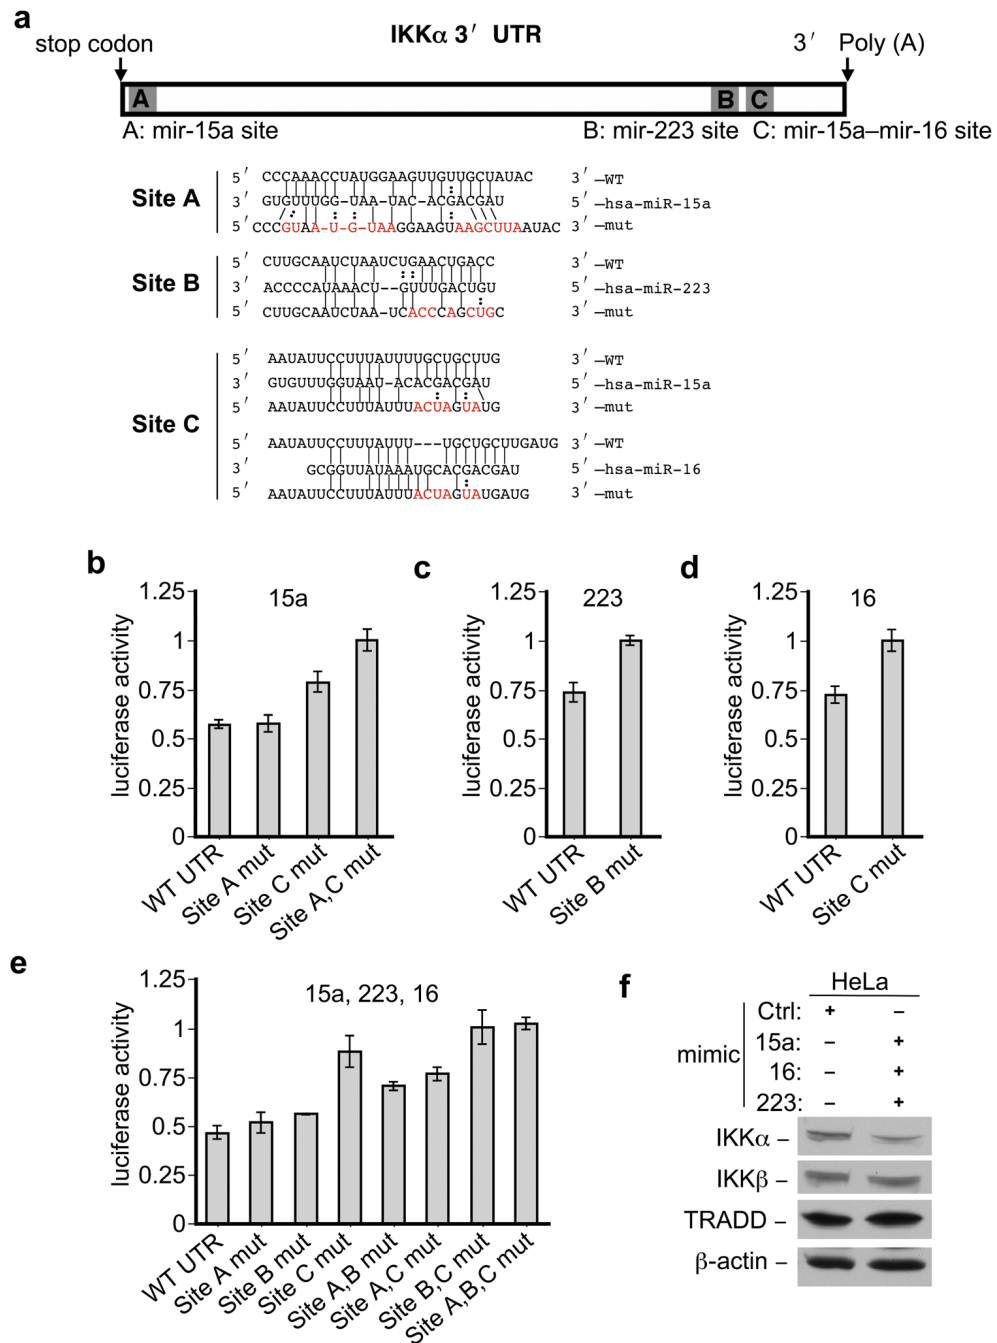 a
IKKα 3′ UTR
stop codon
3′ Poly (A)
A B C
A: mir-15a site B: mir-223 site C: mir-15a–mir-16 site
Site A
5′ CCCAAACCUAUGGAAGUUGUUGCUAUAC 3′ –WT
3′ GUGUUUGG-UAA-UAC-ACGACGAU 5′ –hsa-miR-15a
5′ CCCGUAA-U-G-UAAGGAAGUAAGCUUAAUAC 3′ –mut
Site B
5′ CUUGCAAUCUAAUCUGAACUGACC 3′ –WT
3′ ACCCCAUAAACU--GUUUGACUGU 5′ –hsa-miR-223
5′ CUUGCAAUCUAA-UCACCCAGCUGC 3′ –mut
Site C
5′ AAUAUUCCUUUAUUUUGCUGCUUG 3′ –WT
3′ GUGUUUGGUAAU-ACACGACGAU 5′ –hsa-miR-15a
5′ AAUAUUCCUUUAUUUACUAGUAUG 3′ –mut
5′ AAUAUUCCUUUAUUU---UGCUGCUUGAUG 3′ –WT
3′ GCGGUUAUAAAUGCACGACGAU 5′ –hsa-miR-16
5′ AAUAUUCCUUUAUUUACUAGUAUGAUG 3′ –mut
b
15a
luciferase activity
1.25
1
0.75
0.5
0.25
0
WT UTR
Site A mut
Site C mut
Site A,C mut
c
223
luciferase activity
1.25
1
0.75
0.5
0.25
0
WT UTR
Site B mut
d
16
luciferase activity
1.25
1
0.75
0.5
0.25
0
WT UTR
Site C mut
e
15a, 223, 16
luciferase activity
1.25
1
0.75
0.5
0.25
0
WT UTR
Site A mut
Site B mut
Site C mut
Site A,B mut
Site A,C mut
Site B,C mut
Site A,B,C mut
f
HeLa
mimic
Ctrl: + –
15a: – +
16: – +
223: – +
IKKα –
IKKβ –
TRADD –
β-actin –